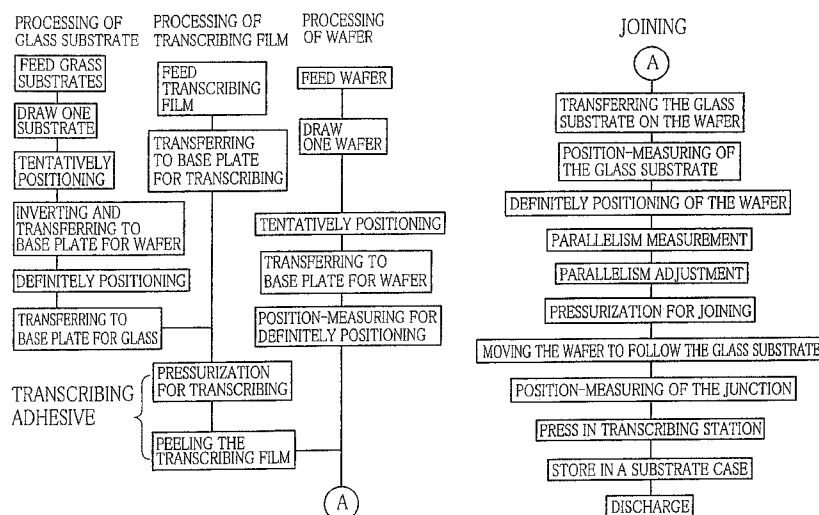 PROCESSING OF
GLASS SUBSTRATE
FEED GRASS
SUBSTRATES
DRAW ONE
SUBSTRATE
TENTATIVELY
POSITIONING
INVERTING AND
TRANSFERRING TO
BASE PLATE FOR WAFER
DEFINITELY POSITIONING
TRANSFERRING TO
BASE PLATE FOR GLASS
PROCESSING OF
TRANSCRIBING FILM
FEED
TRANSCRIBING
FILM
TRANSFERRING
TO BASE PLATE
FOR TRANSCRIBING
TRANSCRIBING
ADHESIVE
PRESSURIZATION
FOR TRANSCRIBING
PEELING THE
TRANSCRIBING FILM
PROCESSING
OF WAFER
FEED WAFER
DRAW
ONE WAFER
TENTATIVELY POSITIONING
TRANSFERRING TO
BASE PLATE FOR WAFER
POSITION-MEASURING FOR
DEFINITELY POSITIONING
A
JOINING
A
TRANSFERRING THE GLASS
SUBSTRATE ON THE WAFER
POSITION-MEASURING OF
THE GLASS SUBSTRATE
DEFINITELY POSITIONING OF THE WAFER
PARALLELISM MEASUREMENT
PARALLELISM ADJUSTMENT
PRESSURIZATION FOR JOINING
MOVING THE WAFER TO FOLLOW THE GLASS SUBSTRATE
POSITION-MEASURING OF THE JUNCTION
PRESS IN TRANSCRIBING STATION
STORE IN A SUBSTRATE CASE
DISCHARGE